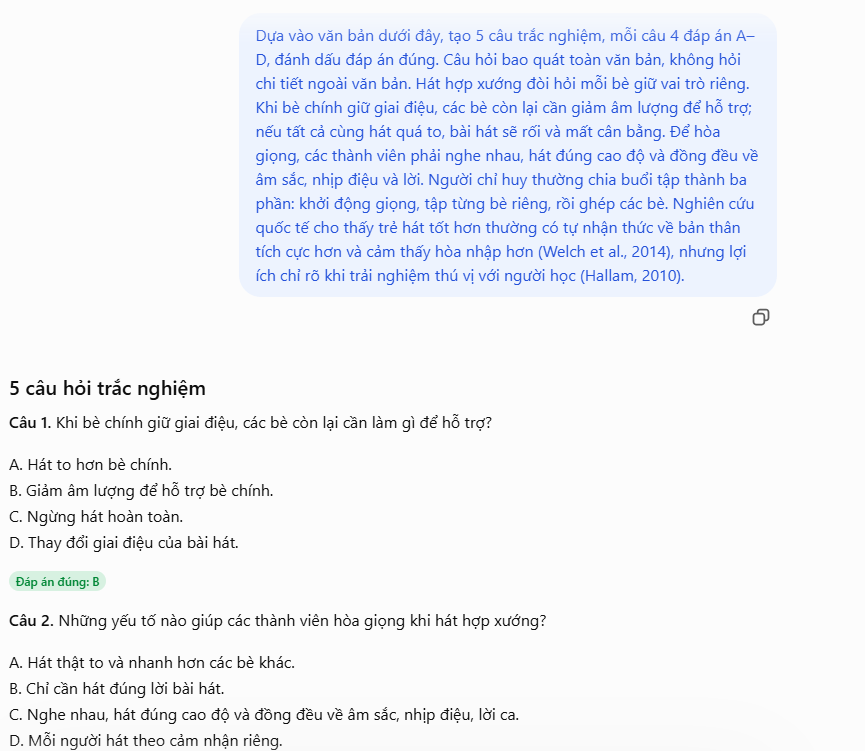 Dựa vào văn bản dưới đây, tạo 5 câu trắc nghiệm, mỗi câu 4 đáp án A–
D, đánh dấu đáp án đúng. Câu hỏi bao quát toàn văn bản, không hỏi
chi tiết ngoài văn bản. Hát hợp xướng đòi hỏi mỗi bè giữ vai trò riêng.
Khi bè chính giữ giai điệu, các bè còn lại cần giảm âm lượng để hỗ trợ;
nếu tất cả cùng hát quá to, bài hát sẽ rối và mất cân bằng. Để hòa
giọng, các thành viên phải nghe nhau, hát đúng cao độ và đồng đều về
âm sắc, nhịp điệu và lời. Người chỉ huy thường chia buổi tập thành ba
phần: khởi động giọng, tập từng bè riêng, rồi ghép các bè. Nghiên cứu
quốc tế cho thấy trẻ hát tốt hơn thường có tự nhận thức về bản thân
tích cực hơn và cảm thấy hòa nhập hơn (Welch et al., 2014), nhưng lợi
ích chỉ rõ khi trải nghiệm thú vị với người học (Hallam, 2010).
5 câu hỏi trắc nghiệm
Câu 1. Khi bè chính giữ giai điệu, các bè còn lại cần làm gì để hỗ trợ?
A. Hát to hơn bè chính.
B. Giảm âm lượng để hỗ trợ bè chính.
C. Ngừng hát hoàn toàn.
D. Thay đổi giai điệu của bài hát.
Đáp án đúng: B
Câu 2. Những yếu tố nào giúp các thành viên hòa giọng khi hát hợp xướng?
A. Hát thật to và nhanh hơn các bè khác.
B. Chỉ cần hát đúng lời bài hát.
C. Nghe nhau, hát đúng cao độ và đồng đều về âm sắc, nhịp điệu, lời ca.
D. Mỗi người hát theo cảm nhận riêng.